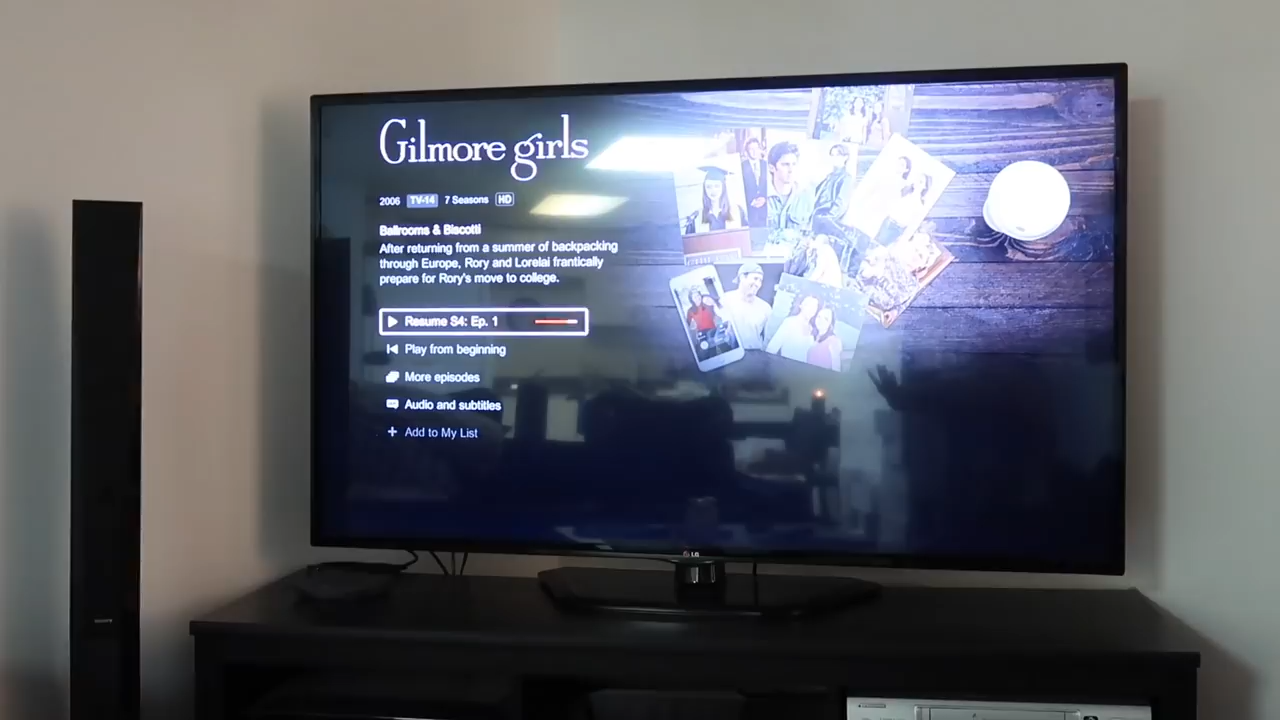 Gilmore girls
2006 TV-14 7 Seasons HD
Ballrooms & Biscotti
After returning from a summer of backpacking
through Europe, Rory and Lorelai frantically
prepare for Rory's move to college.
Resume S4: Ep. 1
Play from beginning
More episodes
Audio and subtitles
Add to My List
LG
SONY